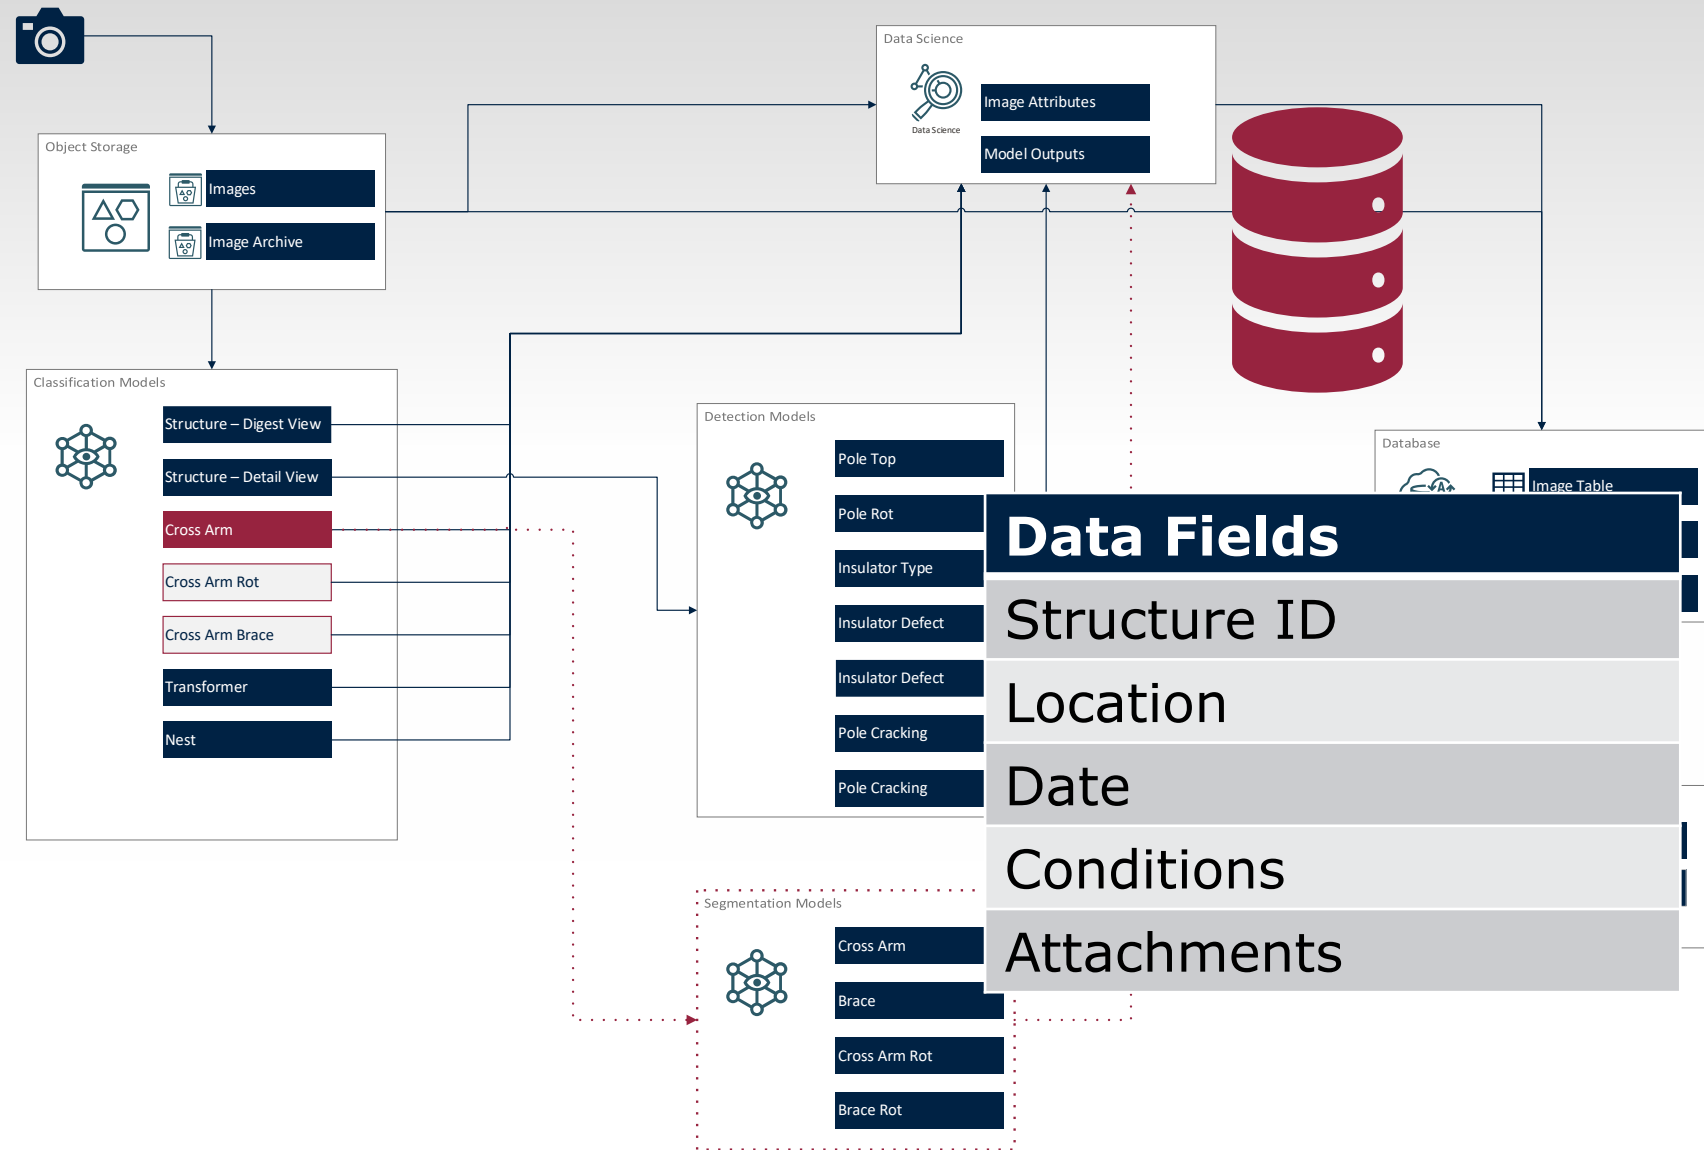 Data Science
Image Attributes
Data Science
Model Outputs
Object Storage
Images
Image Archive
Classification Models
Structure – Digest View
Structure – Detail View
Cross Arm
Cross Arm Rot
Cross Arm Brace
Transformer
Nest
Detection Models
Pole Top
Pole Rot
Insulator Type
Insulator Defect
Insulator Defect
Pole Cracking
Pole Cracking
Database
A
Image Table
Data Fields
Structure ID
Location
Date
Conditions
Attachments
Segmentation Models
Cross Arm
Brace
Cross Arm Rot
Brace Rot